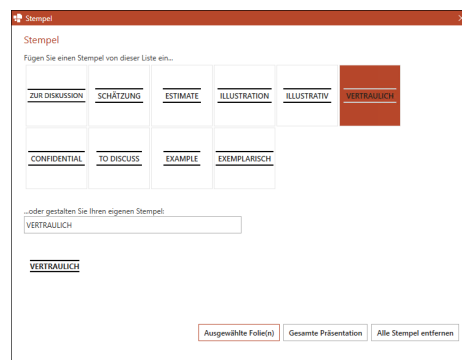 Stempel
Stempel
Fügen Sie einen Stempel von dieser Liste ein...
ZUR DISKUSSION SCHÄTZUNG ESTIMATE ILLUSTRATION ILLUSTRATIV VERTRAULICH
CONFIDENTIAL TO DISCUSS EXAMPLE EXEMPLARISCH
...oder gestalten Sie Ihren eigenen Stempel:
VERTRAULICH
VERTRAULICH
Ausgewählte Folie(n) Gesamte Präsentation Alle Stempel entfernen